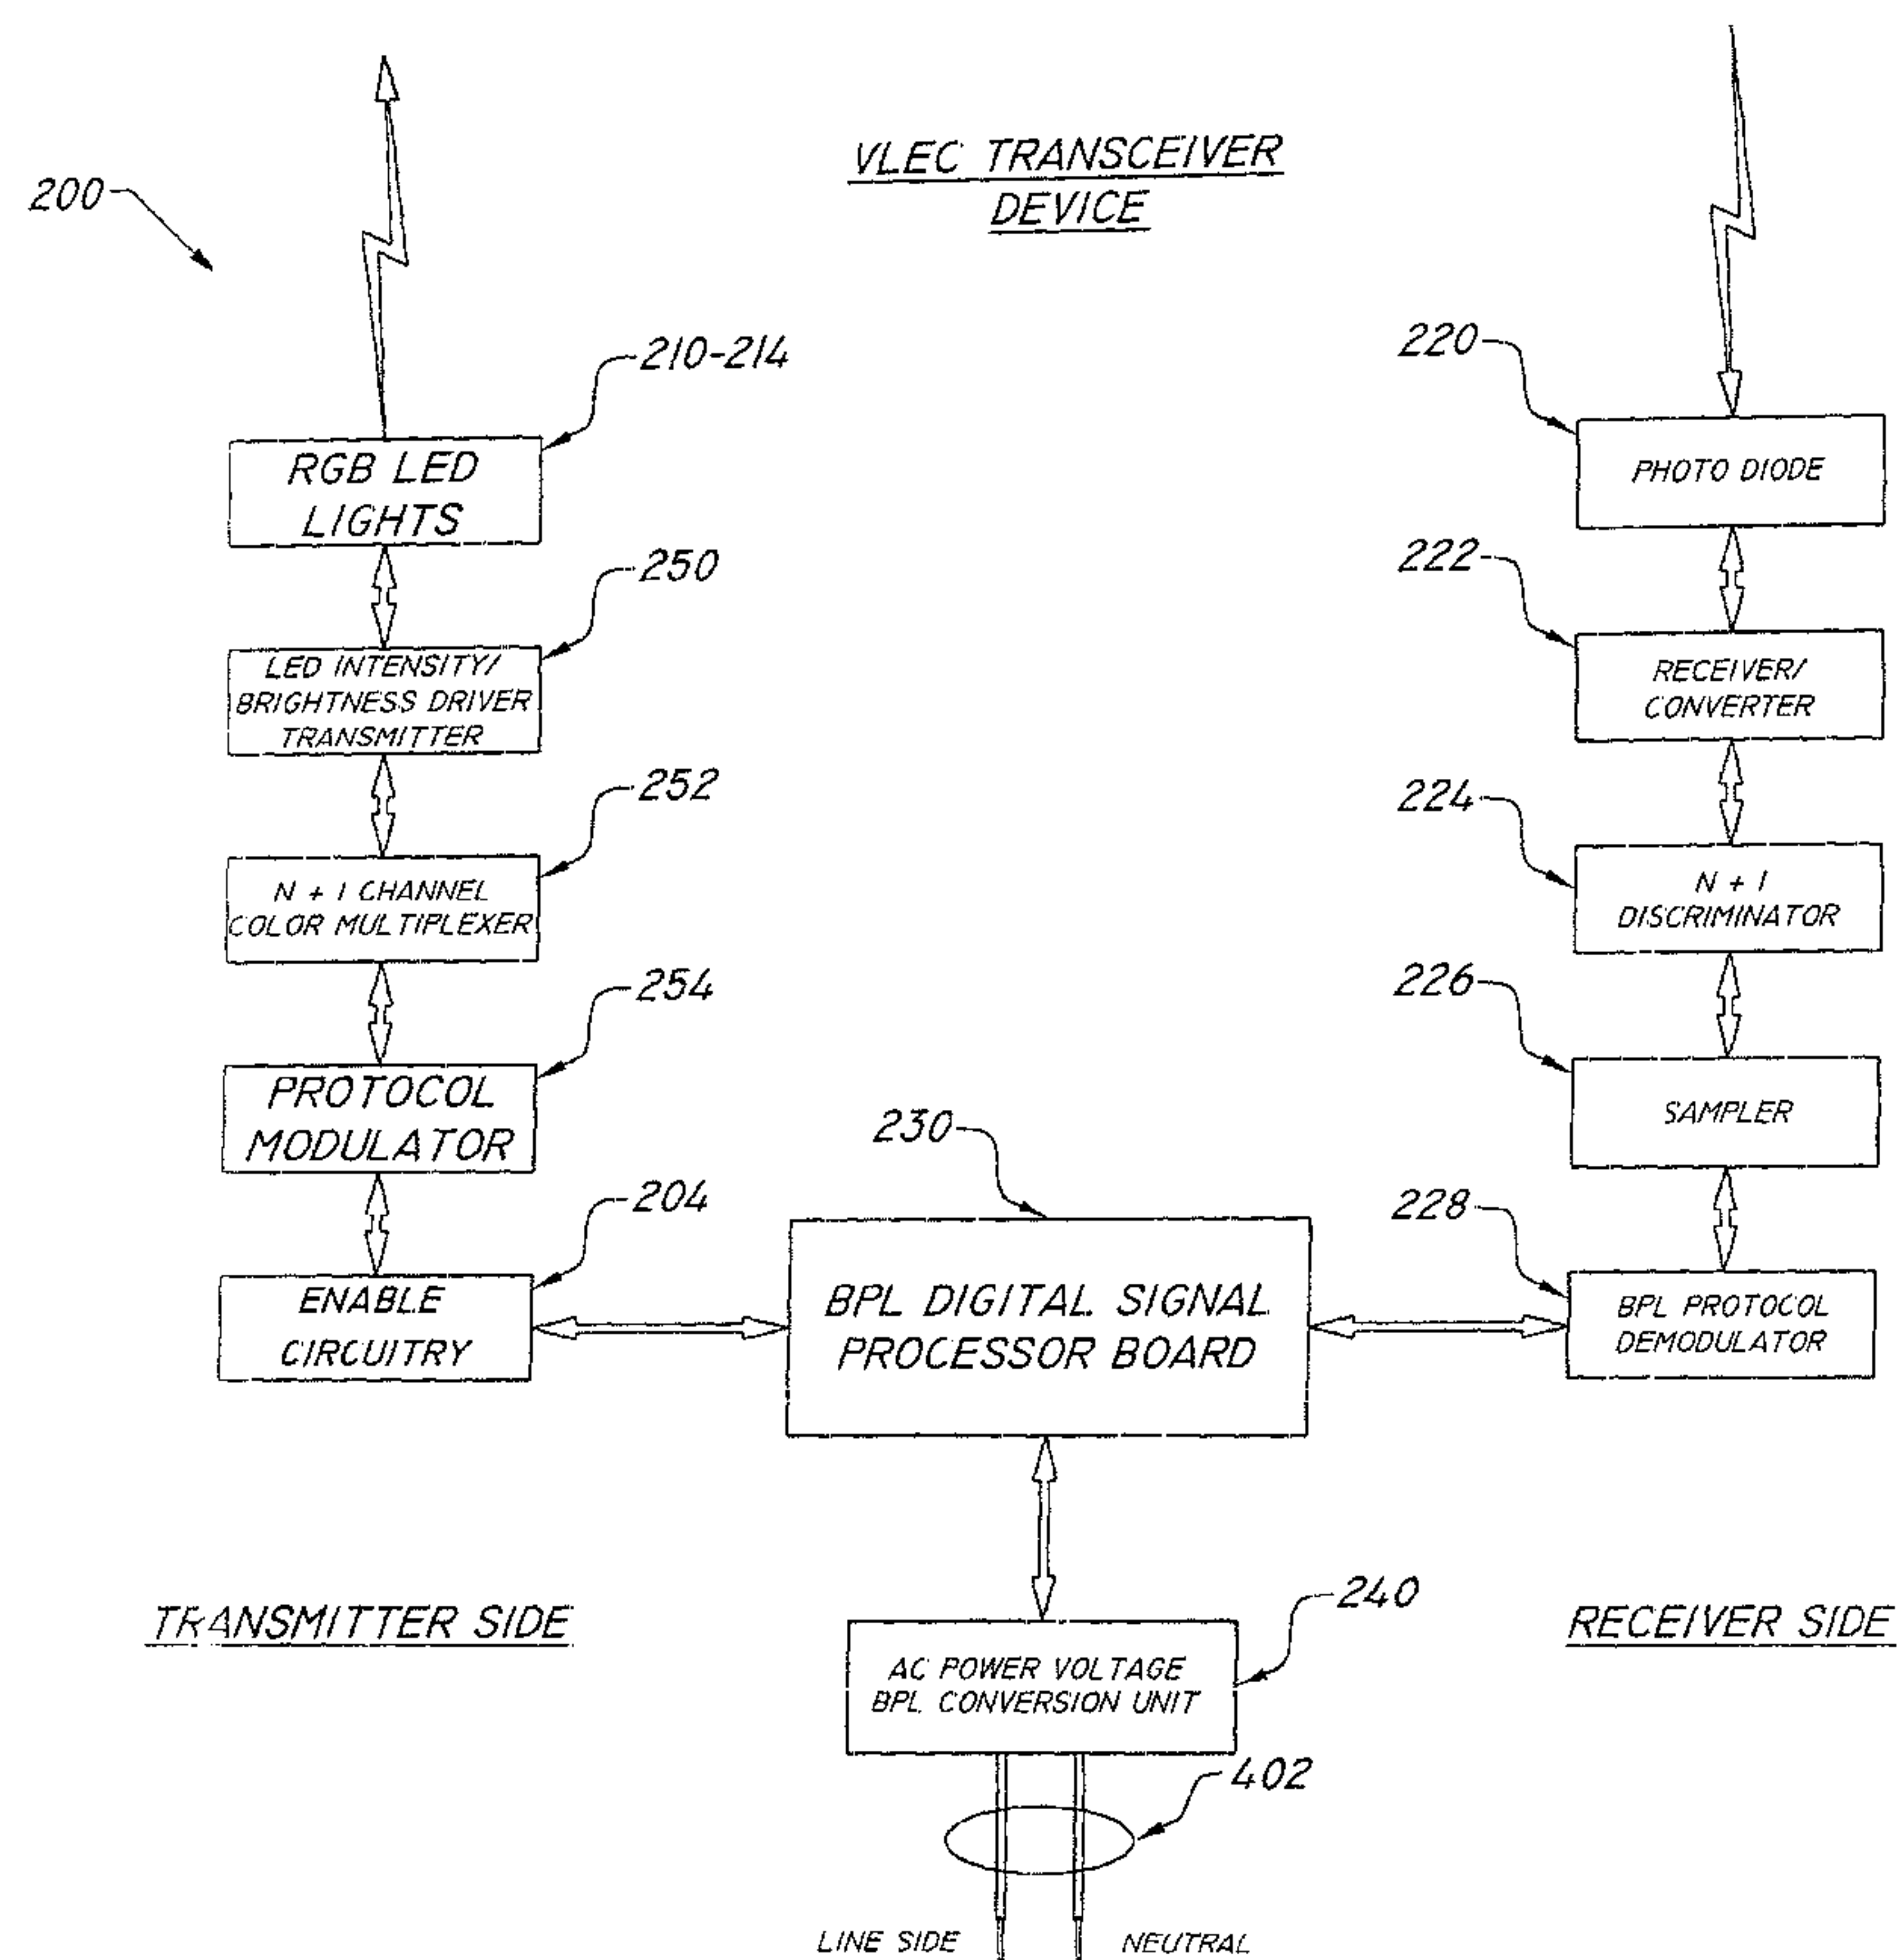 VLEC TRANSCEIVER
DEVICE
200
210-214
RGB LED
LIGHTS
250
LED INTENSITY/
BRIGHTNESS DRIVER
TRANSMITTER
252
N + 1 CHANNEL
COLOR MULTIPLEXER
254
PROTOCOL
MODULATOR
204
ENABLE
CIRCUITRY
230
BPL DIGITAL SIGNAL
PROCESSOR BOARD
220
PHOTO DIODE
222
RECEIVER/
CONVERTER
224
N + 1
DISCRIMINATOR
226
SAMPLER
228
BPL PROTOCOL
DEMODULATOR
TRANSMITTER SIDE
RECEIVER SIDE
240
AC POWER VOLTAGE
BPL CONVERSION UNIT
402
LINE SIDE
NEUTRAL